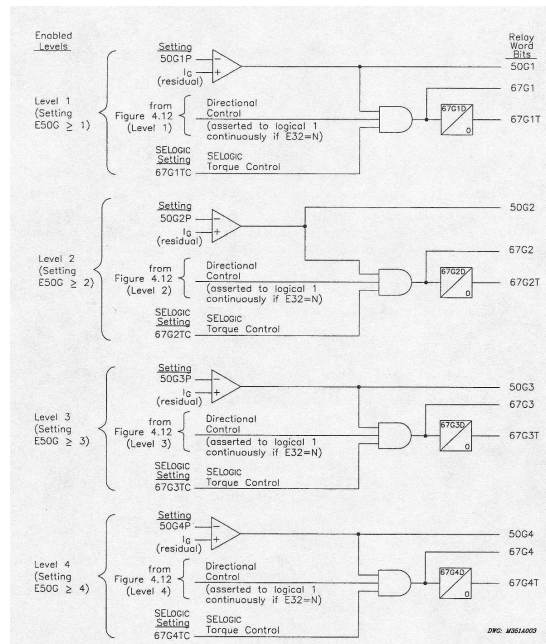 Enabled
Levels
Relay
Word
Bits
Setting
50G1P
−
IG
+
(residual)
50G1
67G1
Level 1
(Setting
E50G ≥ 1)
from
Figure 4.12
(Level 1)
Directional
Control
(asserted to logical 1
continuously if E32=N)
67G1D
0
67G1T
SELOGIC
Setting
67G1TC
SELOGIC
Torque Control
Setting
50G2P
−
IG
+
(residual)
50G2
67G2
Level 2
(Setting
E50G ≥ 2)
from
Figure 4.12
(Level 2)
Directional
Control
(asserted to logical 1
continuously if E32=N)
67G2D
0
67G2T
SELOGIC
Setting
67G2TC
SELOGIC
Torque Control
Setting
50G3P
−
IG
+
(residual)
50G3
67G3
Level 3
(Setting
E50G ≥ 3)
from
Figure 4.12
(Level 3)
Directional
Control
(asserted to logical 1
continuously if E32=N)
67G3D
0
67G3T
SELOGIC
Setting
67G3TC
SELOGIC
Torque Control
Setting
50G4P
−
IG
+
(residual)
50G4
67G4
Level 4
(Setting
E50G ≥ 4)
from
Figure 4.12
(Level 4)
Directional
Control
(asserted to logical 1
continuously if E32=N)
67G4D
0
67G4T
SELOGIC
Setting
67G4TC
SELOGIC
Torque Control
DWG: M351A003